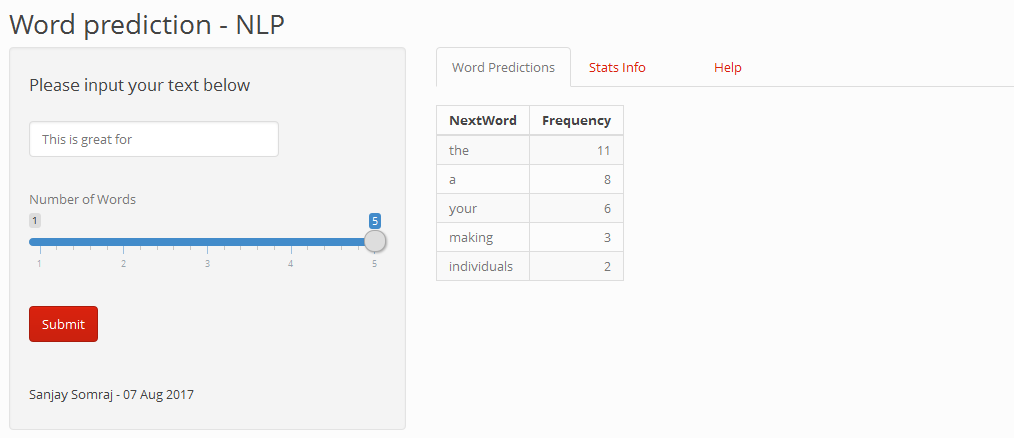 Word prediction - NLP
Please input your text below
This is great for
Number of Words
1 5
1 2 3 4 5
Submit
Sanjay Somraj - 07 Aug 2017
Word Predictions Stats Info Help
NextWord Frequency
the 11
a 8
your 6
making 3
individuals 2